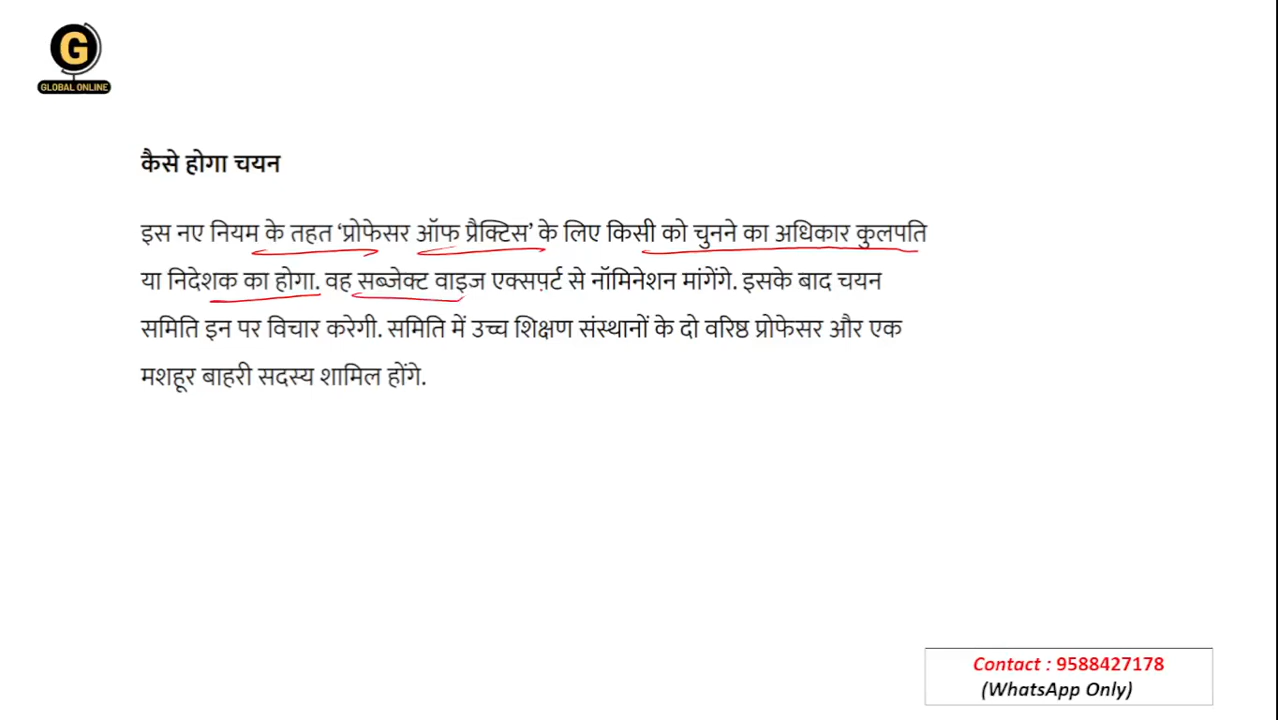 G
GLOBAL ONLINE
कैसे होगा चयन
इस नए नियम के तहत ‘प्रोफेसर ऑफ प्रैक्टिस’ के लिए किसी को चुनने का अधिकार कुलपति
या निदेशक का होगा. वह सब्जेक्ट वाइज एक्सपर्ट से नॉमिनेशन मांगेंगे. इसके बाद चयन
समिति इन पर विचार करेगी. समिति में उच्च शिक्षण संस्थानों के दो वरिष्ठ प्रोफेसर और एक
मशहूर बाहरी सदस्य शामिल होंगे.
Contact : 9588427178
(WhatsApp Only)